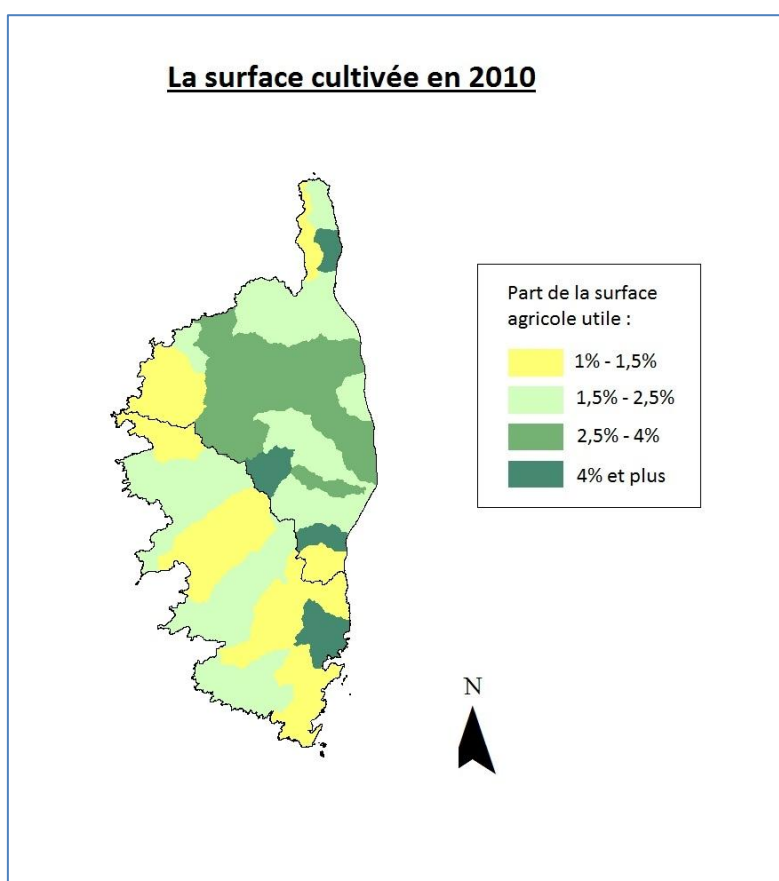 La surface cultivée en 2010
Part de la surface
agricole utile :
1% - 1,5%
1,5% - 2,5%
2,5% - 4%
4% et plus
N